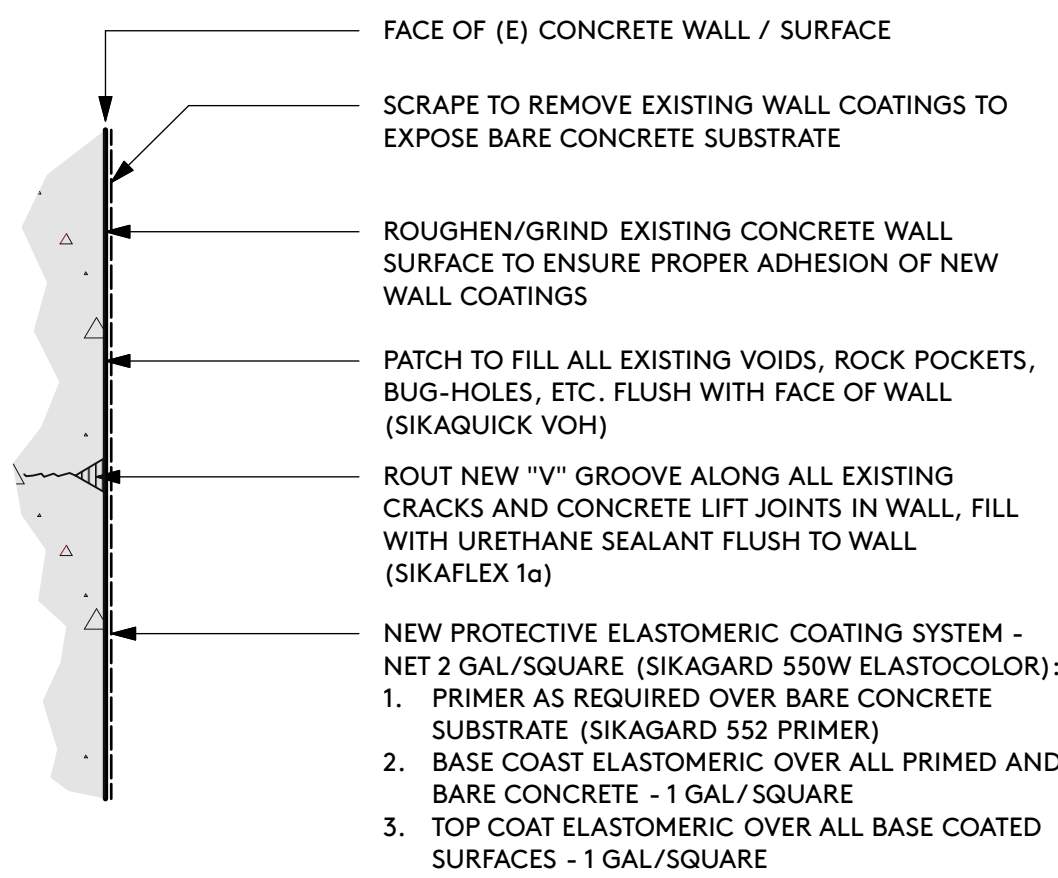 FACE OF (E) CONCRETE WALL / SURFACE
SCRAPE TO REMOVE EXISTING WALL COATINGS TO
EXPOSE BARE CONCRETE SUBSTRATE
ROUGHEN/GRIND EXISTING CONCRETE WALL
SURFACE TO ENSURE PROPER ADHESION OF NEW
WALL COATINGS
PATCH TO FILL ALL EXISTING VOIDS, ROCK POCKETS,
BUG-HOLES, ETC. FLUSH WITH FACE OF WALL
(SIKAQUICK VOH)
ROUT NEW "V" GROOVE ALONG ALL EXISTING
CRACKS AND CONCRETE LIFT JOINTS IN WALL, FILL
WITH URETHANE SEALANT FLUSH TO WALL
(SIKAFLEX 1a)
NEW PROTECTIVE ELASTOMERIC COATING SYSTEM -
NET 2 GAL/SQUARE (SIKAGARD 550W ELASTOCOLOR):
1. PRIMER AS REQUIRED OVER BARE CONCRETE
SUBSTRATE (SIKAGARD 552 PRIMER)
2. BASE COAST ELASTOMERIC OVER ALL PRIMED AND
BARE CONCRETE - 1 GAL/SQUARE
3. TOP COAT ELASTOMERIC OVER ALL BASE COATED
SURFACES - 1 GAL/SQUARE